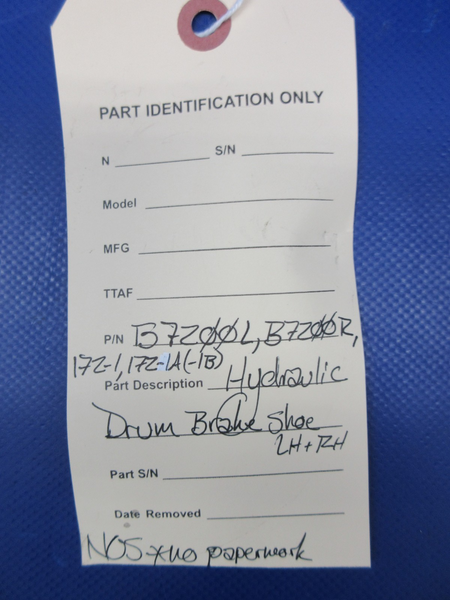 PART IDENTIFICATION ONLY
N S/N
Model
MFG
TTAF
P/N B7200L, B7200R,
172-1, 172-1A(-1B)
Part Description Hydraulic
Drum Brake Shoe
LH + RH
Part S/N
Date Removed
NOS * no paperwork